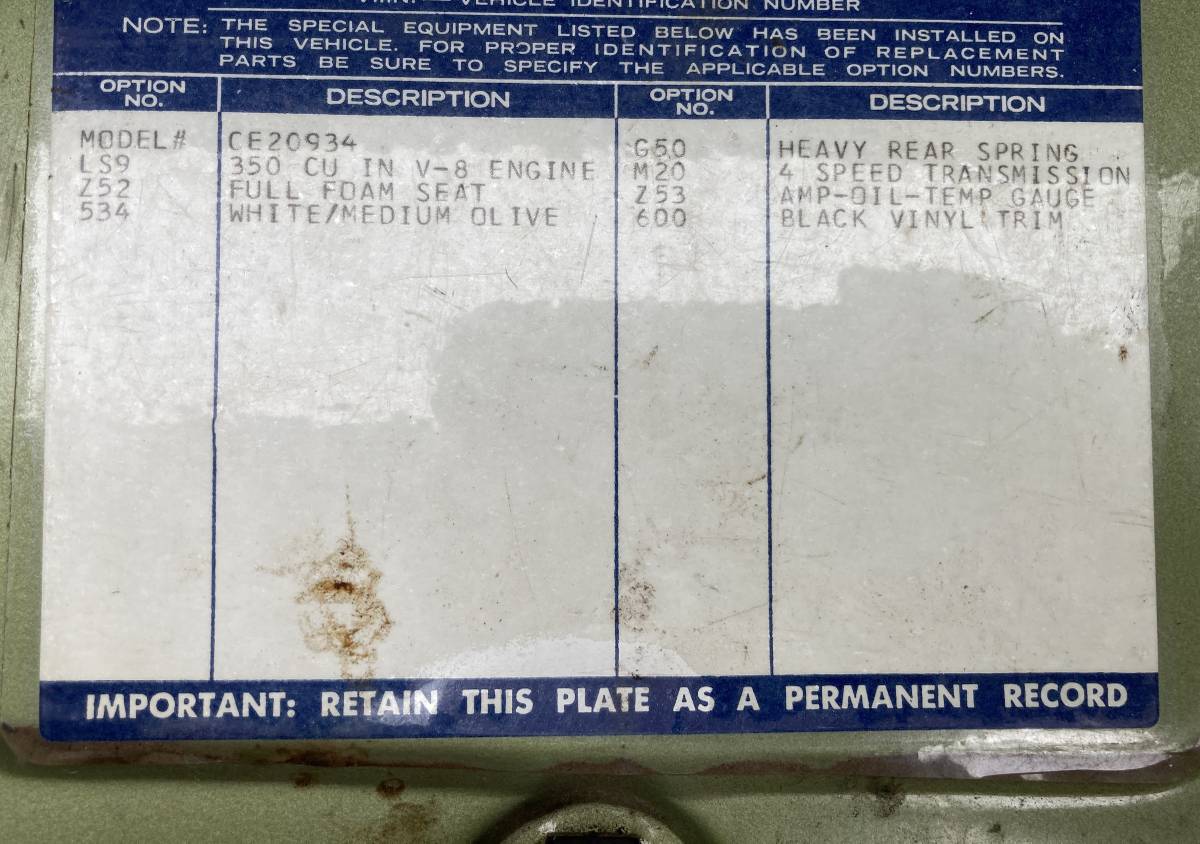 VEHICLE IDENTIFICATION NUMBER
NOTE: THE SPECIAL EQUIPMENT LISTED BELOW HAS BEEN INSTALLED ON
THIS VEHICLE. FOR PROPER IDENTIFICATION OF REPLACEMENT
PARTS BE SURE TO SPECIFY THE APPLICABLE OPTION NUMBERS.
OPTION NO. DESCRIPTION OPTION NO. DESCRIPTION
MODEL# CE20934 G50 HEAVY REAR SPRING
LS9 350 CU IN V-8 ENGINE M20 4 SPEED TRANSMISSION
Z52 FULL FOAM SEAT Z53 AMP-OIL-TEMP GAUGE
534 WHITE/MEDIUM OLIVE 600 BLACK VINYL TRIM
IMPORTANT: RETAIN THIS PLATE AS A PERMANENT RECORD